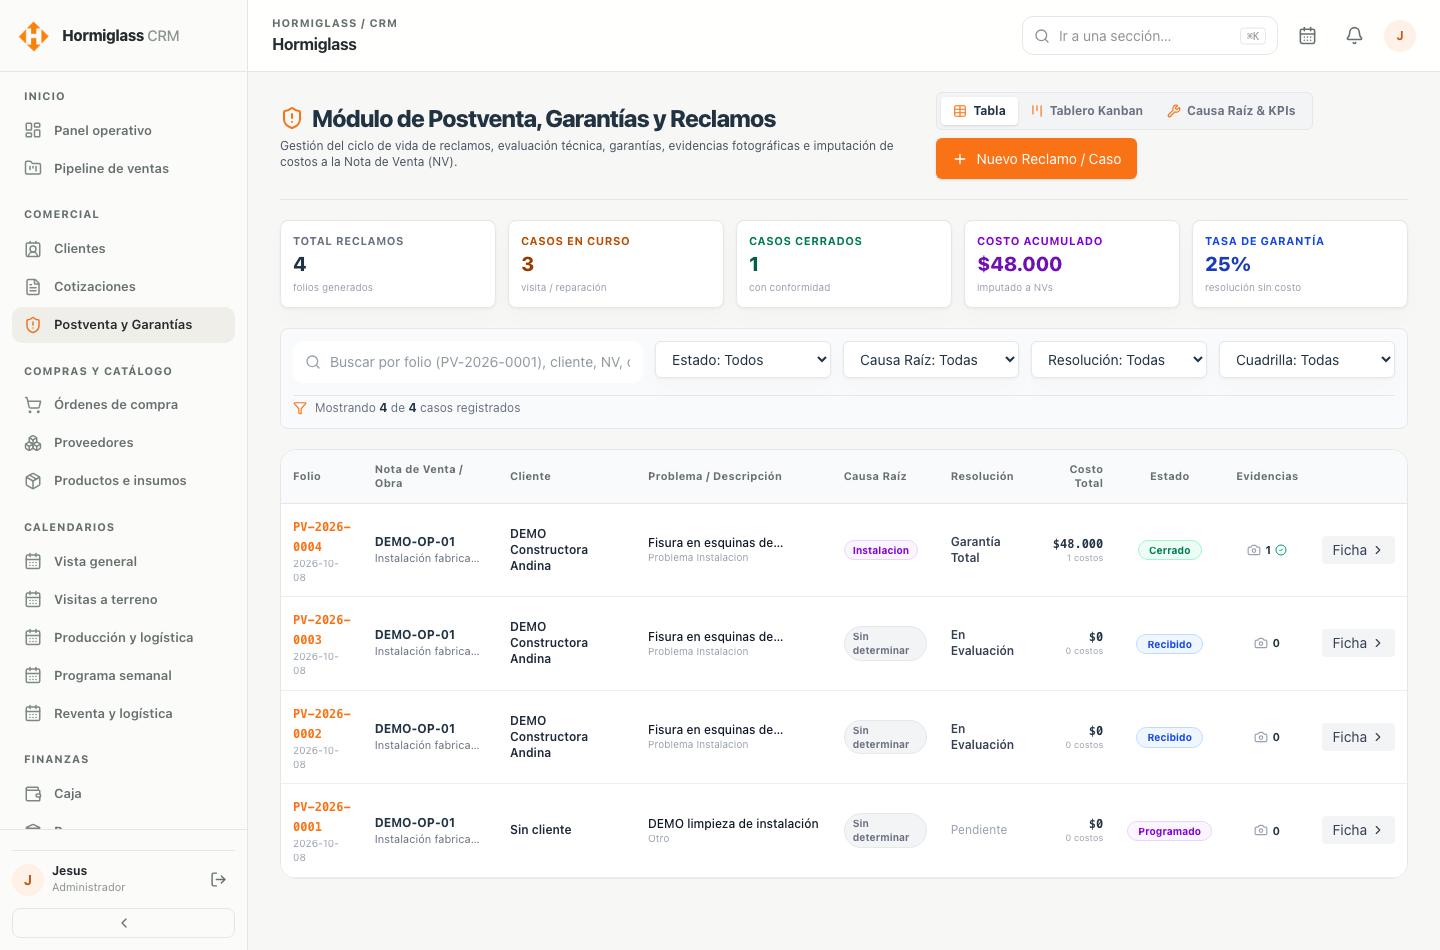 Hormiglass CRM
INICIO
Panel operativo
Pipeline de ventas
COMERCIAL
Clientes
Cotizaciones
Postventa y Garantías
COMPRAS Y CATÁLOGO
Órdenes de compra
Proveedores
Productos e insumos
CALENDARIOS
Vista general
Visitas a terreno
Producción y logística
Programa semanal
Reventa y logística
FINANZAS
Caja
J
Jesus
Administrador
HORMIGLASS / CRM
Hormiglass
Ir a una sección...
⌘K
J
Módulo de Postventa, Garantías y Reclamos
Gestión del ciclo de vida de reclamos, evaluación técnica, garantías, evidencias fotográficas e imputación de
costos a la Nota de Venta (NV).
Tabla
Tablero Kanban
Causa Raíz & KPIs
Nuevo Reclamo / Caso
TOTAL RECLAMOS
4
folios generados
CASOS EN CURSO
3
visita / reparación
CASOS CERRADOS
1
con conformidad
COSTO ACUMULADO
$48.000
imputado a NVs
TASA DE GARANTÍA
25%
resolución sin costo
Buscar por folio (PV-2026-0001), cliente, NV,
Estado: Todos
Causa Raíz: Todas
Resolución: Todas
Cuadrilla: Todas
Mostrando 4 de 4 casos registrados
Folio
Nota de Venta /
Obra
Cliente
Problema / Descripción
Causa Raíz
Resolución
Costo
Total
Estado
Evidencias
PV-2026-
0004
2026-10-
08
DEMO-OP-01
Instalación fabrica...
DEMO
Constructora
Andina
Fisura en esquinas de...
Problema Instalacion
Instalacion
Garantía
Total
$48.000
1 costos
Cerrado
1
Ficha
PV-2026-
0003
2026-10-
08
DEMO-OP-01
Instalación fabrica...
DEMO
Constructora
Andina
Fisura en esquinas de...
Problema Instalacion
Sin
determinar
En
Evaluación
$0
0 costos
Recibido
0
Ficha
PV-2026-
0002
2026-10-
08
DEMO-OP-01
Instalación fabrica...
DEMO
Constructora
Andina
Fisura en esquinas de...
Problema Instalacion
Sin
determinar
En
Evaluación
$0
0 costos
Recibido
0
Ficha
PV-2026-
0001
2026-10-
08
DEMO-OP-01
Instalación fabrica...
Sin cliente
DEMO limpieza de instalación
Otro
Sin
determinar
Pendiente
$0
0 costos
Programado
0
Ficha